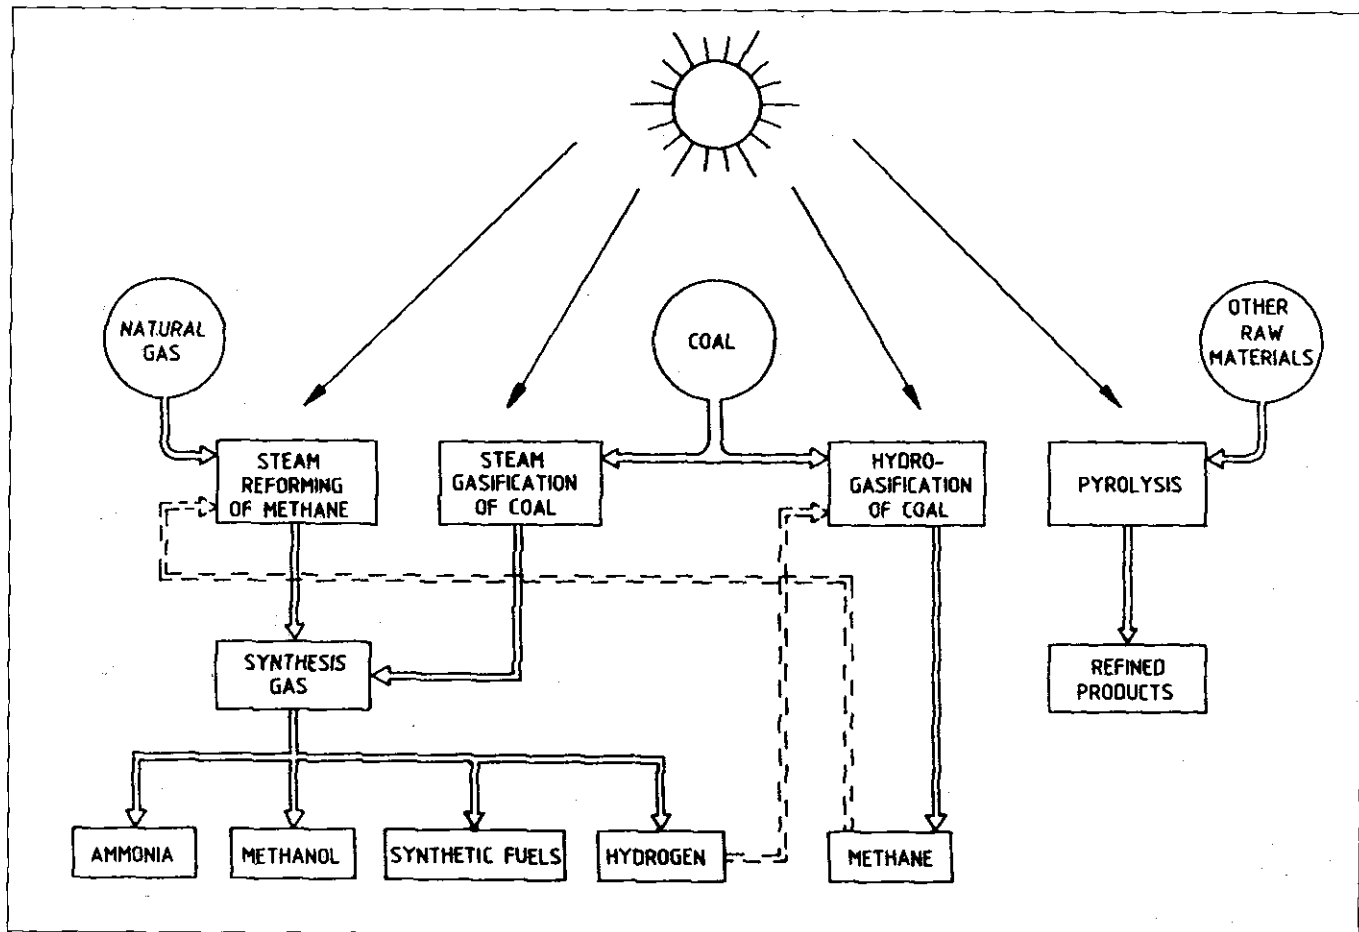 NATURAL
GAS
COAL
OTHER
RAW
MATERIALS
STEAM
REFORMING
OF METHANE
STEAM
GASIFICATION
OF COAL
HYDRO-
GASIFICATION
OF COAL
PYROLYSIS
SYNTHESIS
GAS
REFINED
PRODUCTS
AMMONIA
METHANOL
SYNTHETIC FUELS
HYDROGEN
METHANE